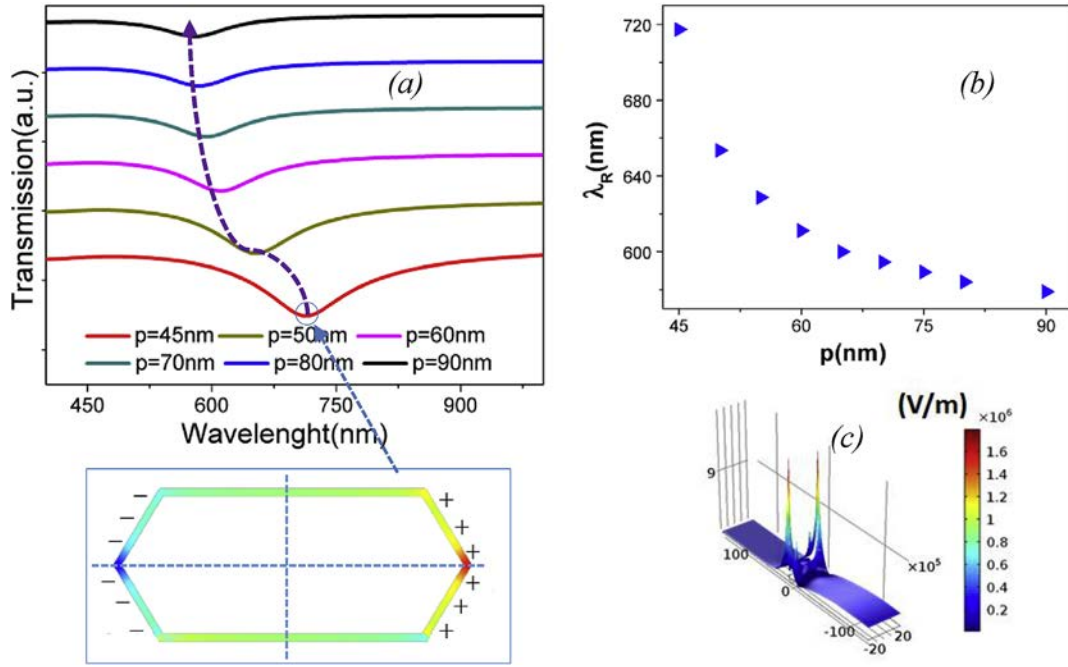 (a)
Transmission(a.u.)
p=45nm p=50nm p=60nm
p=70nm p=80nm p=90nm
450 600 750 900
Wavelenght(nm)
− − − − − −
+ + + + + + + +
(b)
λR(nm)
720
680
640
600
45 60 75 90
p(nm)
(c)
(V/m)
×10⁶
1.6
1.4
1.2
1
0.8
0.6
0.4
0.2
9
×10⁵
100
0
-100
20
-20